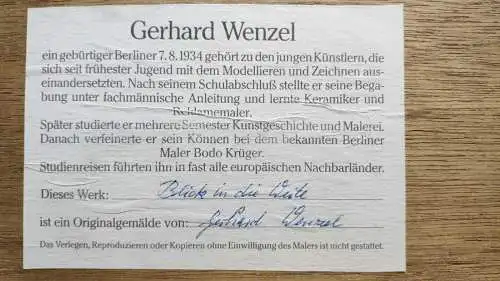 Gerhard Wenzel
ein gebürtiger Berliner 7.8.1934 gehört zu den jungen Künstlern, die
sich seit frühester Jugend mit dem Modellieren und Zeichnen aus-
einandersetzten. Nach seinem Schulabschluß stellte er seine Bega-
bung unter fachmännische Anleitung und lernte Keramiker und
Reklamemaler.
Später studierte er mehrere Semester Kunstgeschichte und Malerei.
Danach verfeinerte er sein Können bei dem bekannten Berliner
Maler Bodo Krüger.
Studienreisen führten ihn in fast alle europäischen Nachbarländer.
Dieses Werk: Blick in die Weite
ist ein Originalgemälde von: Gerhard Wenzel
Das Verlegen, Reproduzieren oder Kopieren ohne Einwilligung des Malers ist nicht gestattet.